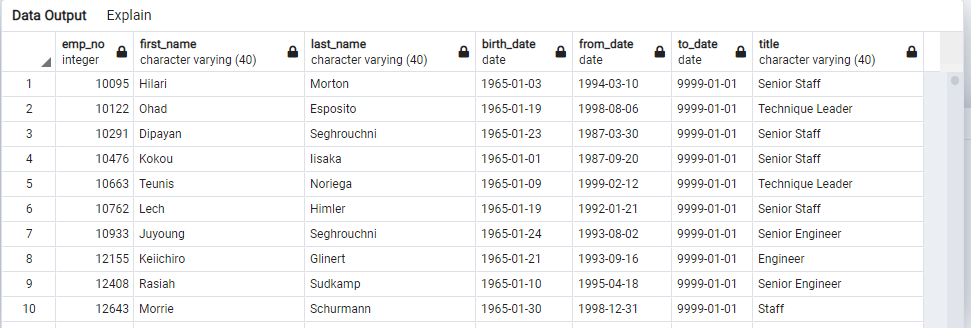 Data Output Explain
emp_no first_name last_name birth_date from_date to_date title
integer character varying (40) character varying (40) date date date character varying (40)
1 10095 Hilari Morton 1965-01-03 1994-03-10 9999-01-01 Senior Staff
2 10122 Ohad Esposito 1965-01-19 1998-08-06 9999-01-01 Technique Leader
3 10291 Dipayan Seghrouchni 1965-01-23 1987-03-30 9999-01-01 Senior Staff
4 10476 Kokou Iisaka 1965-01-01 1987-09-20 9999-01-01 Senior Staff
5 10663 Teunis Noriega 1965-01-09 1999-02-12 9999-01-01 Technique Leader
6 10762 Lech Himler 1965-01-19 1992-01-21 9999-01-01 Senior Staff
7 10933 Juyoung Seghrouchni 1965-01-24 1993-08-02 9999-01-01 Senior Engineer
8 12155 Keiichiro Glinert 1965-01-21 1993-09-16 9999-01-01 Engineer
9 12408 Rasiah Sudkamp 1965-01-10 1995-04-18 9999-01-01 Senior Engineer
10 12643 Morrie Schurmann 1965-01-30 1998-12-31 9999-01-01 Staff